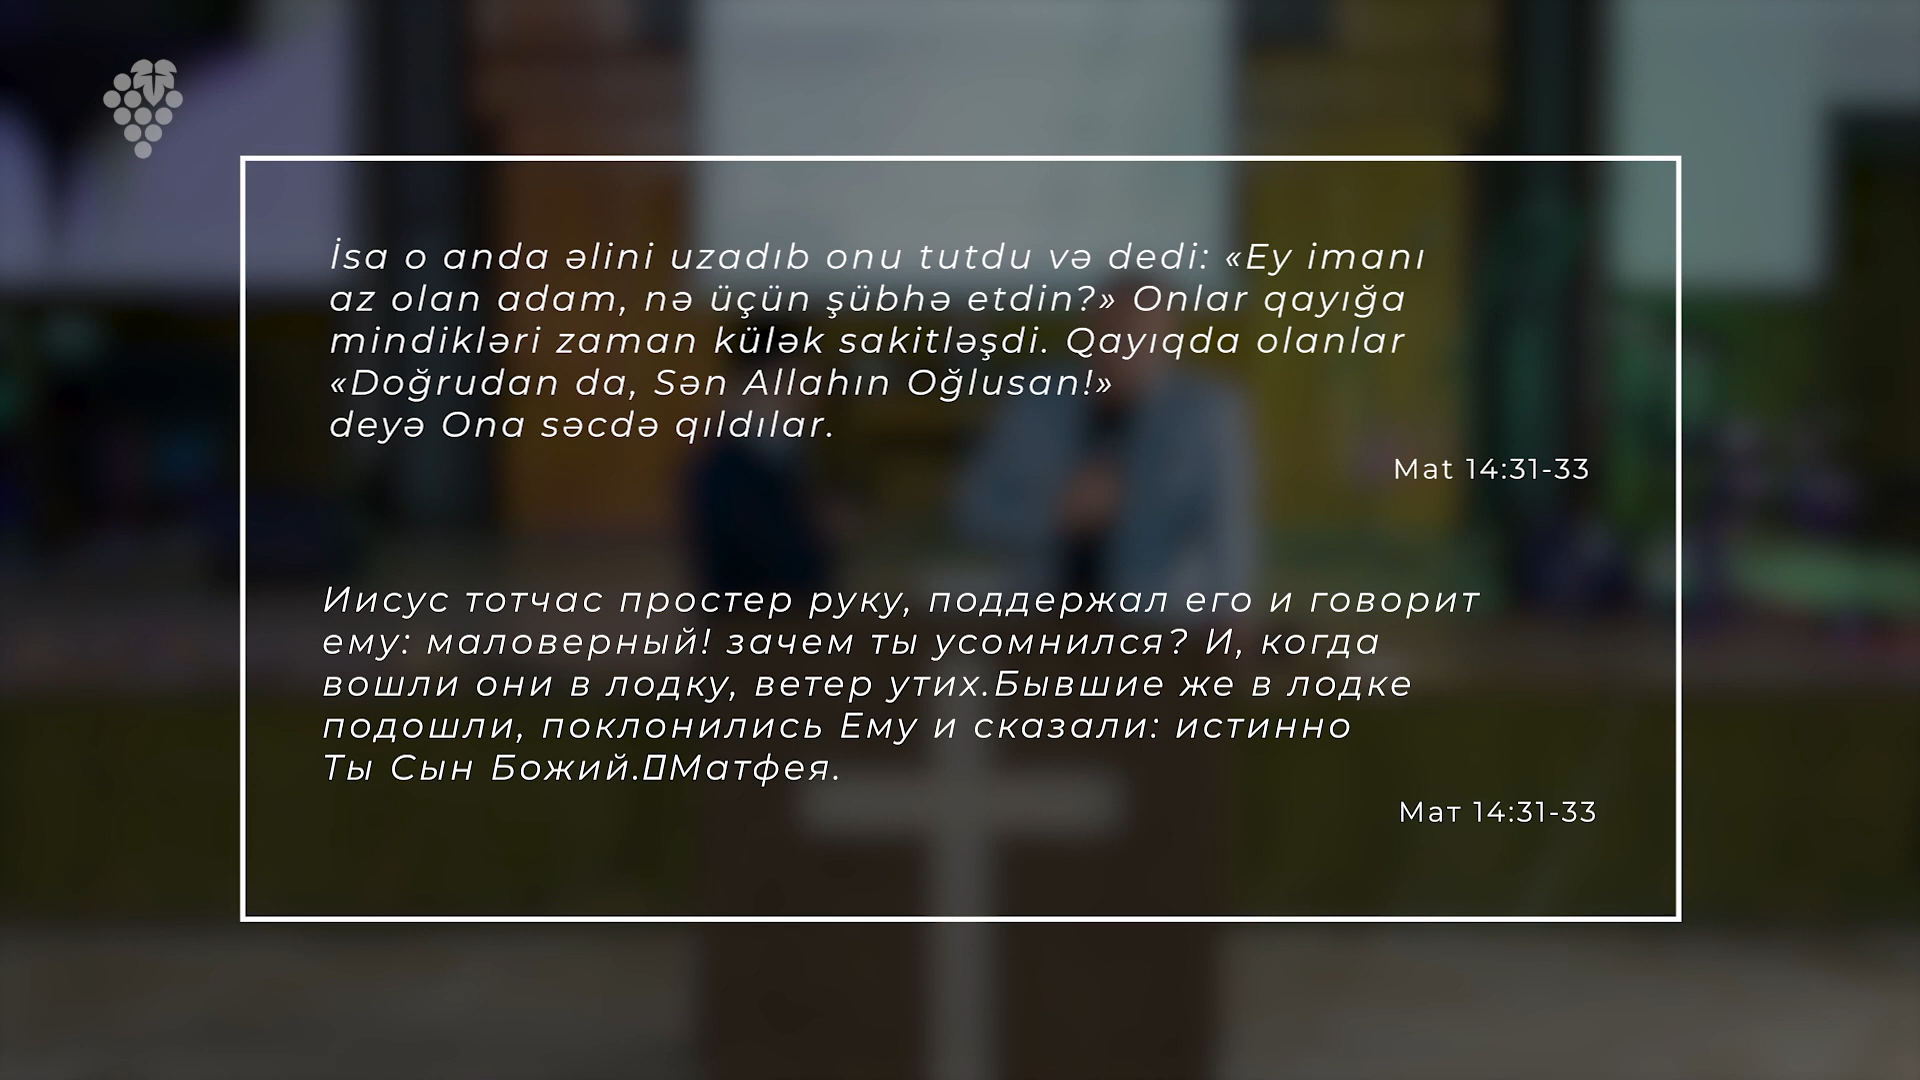 İsa o anda əlini uzadıb onu tutdu və dedi: «Ey imanı
az olan adam, nə üçün şübhə etdin?» Onlar qayığa
mindikləri zaman külək sakitləşdi. Qayıqda olanlar
«Doğrudan da, Sən Allahın Oğlusan!»
deyə Ona səcdə qıldılar.
Mat 14:31-33
Иисус тотчас простер руку, поддержал его и говорит
ему: маловерный! зачем ты усомнился? И, когда
вошли они в лодку, ветер утих.Бывшие же в лодке
подошли, поклонились Ему и сказали: истинно
Ты Сын Божий.▯Матфея.
Мат 14:31-33